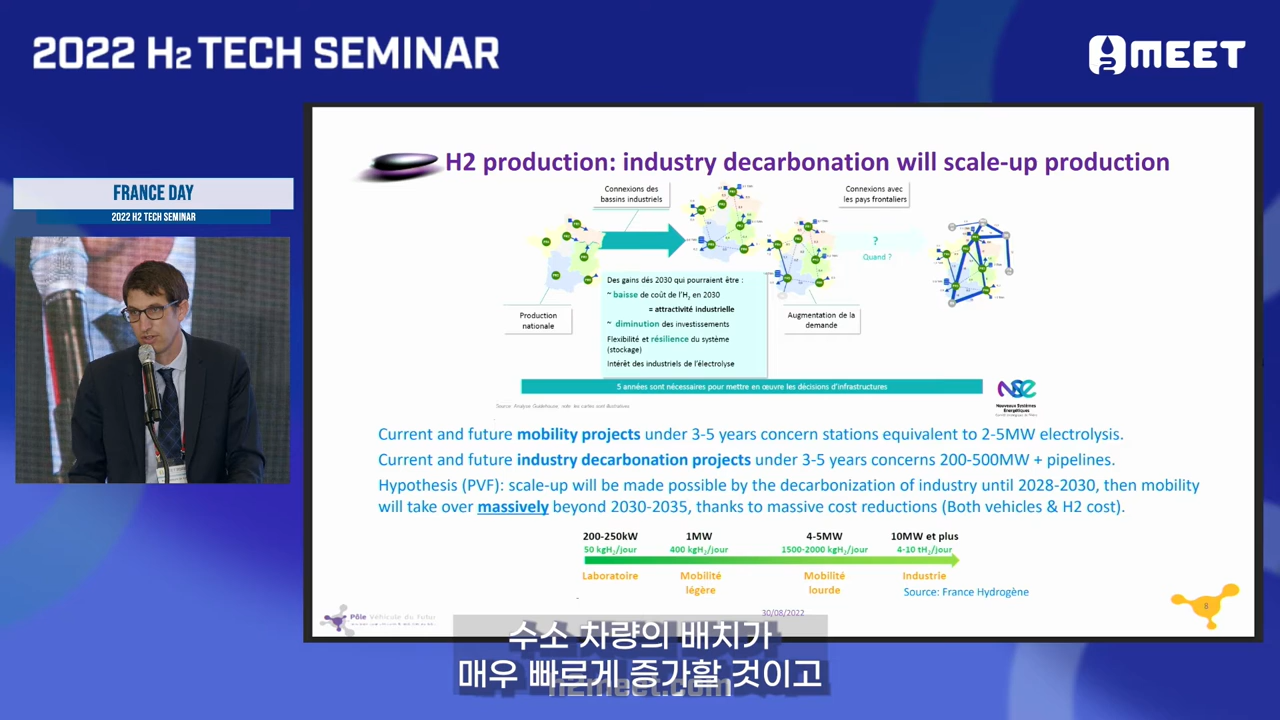 2022 H2 TECH SEMINAR
MEET
FRANCE DAY
2022 H2 TECH SEMINAR
H2 production: industry decarbonation will scale-up production
Connexions des
bassins industriels
Connexions avec
les pays frontaliers
?
Quand ?
Des gains dés 2030 qui pourraient être :
~ baisse de coût de l'H₂ en 2030
= attractivité industrielle
~ diminution des investissements
Flexibilité et résilience du système
(stockage)
Intérêt des industriels de l'électrolyse
Production
nationale
Augmentation de la
demande
5 années sont nécessaires pour mettre en œuvre les décisions d'infrastructures
Nouveaux Systèmes
Énergétiques
Current and future mobility projects under 3-5 years concern stations equivalent to 2-5MW electrolysis.
Current and future industry decarbonation projects under 3-5 years concerns 200-500MW + pipelines.
Hypothesis (PVF): scale-up will be made possible by the decarbonization of industry until 2028-2030, then mobility
will take over massively beyond 2030-2035, thanks to massive cost reductions (Both vehicles & H2 cost).
200-250kW
50 kgH₂/jour
Laboratoire
1MW
400 kgH₂/jour
Mobilité
légère
4-5MW
1500-2000 kgH₂/jour
Mobilité
lourde
10MW et plus
4-10 tH₂/jour
Industrie
Source: France Hydrogène
Pôle Véhicule du Futur
30/08/2022
8
수소 차량의 배치가
매우 빠르게 증가할 것이고
h2meet.com